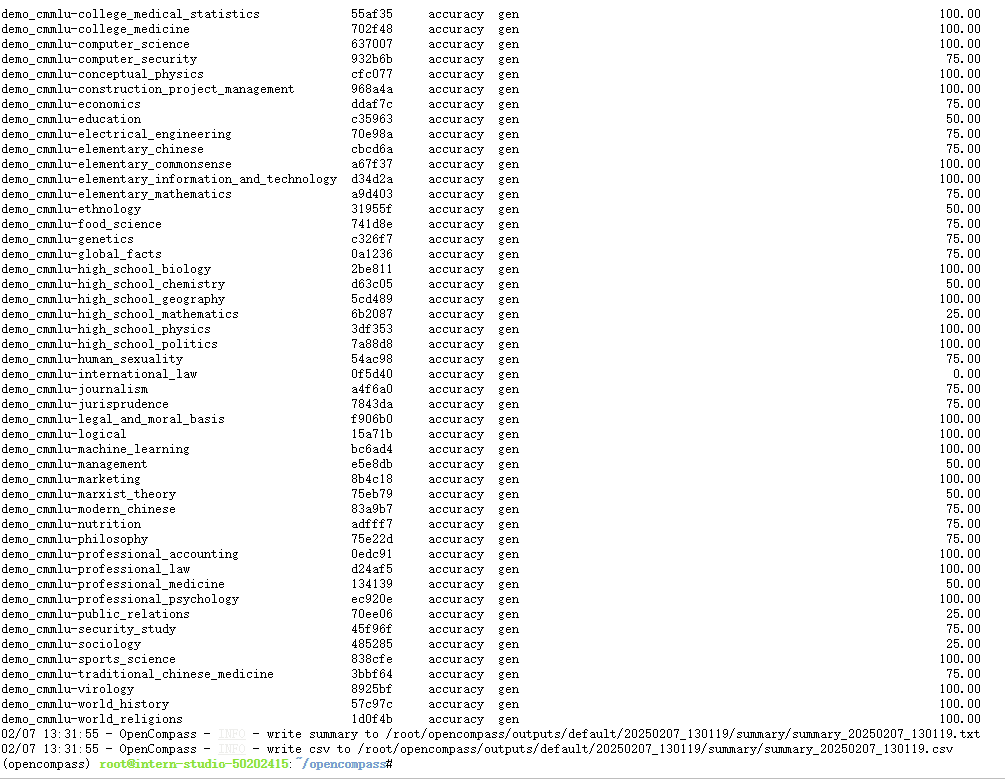 demo_cmmlu-college_medical_statistics 55af35 accuracy gen 100.00
demo_cmmlu-college_medicine 702f48 accuracy gen 100.00
demo_cmmlu-computer_science 637007 accuracy gen 100.00
demo_cmmlu-computer_security 932b6b accuracy gen 75.00
demo_cmmlu-conceptual_physics cfc077 accuracy gen 100.00
demo_cmmlu-construction_project_management 968a4a accuracy gen 100.00
demo_cmmlu-economics ddaf7c accuracy gen 75.00
demo_cmmlu-education c35963 accuracy gen 50.00
demo_cmmlu-electrical_engineering 70e98a accuracy gen 75.00
demo_cmmlu-elementary_chinese cbcd6a accuracy gen 75.00
demo_cmmlu-elementary_commonsense a67f37 accuracy gen 100.00
demo_cmmlu-elementary_information_and_technology d34d2a accuracy gen 100.00
demo_cmmlu-elementary_mathematics a9d403 accuracy gen 75.00
demo_cmmlu-ethnology 31955f accuracy gen 50.00
demo_cmmlu-food_science 741d8e accuracy gen 75.00
demo_cmmlu-genetics c326f7 accuracy gen 75.00
demo_cmmlu-global_facts 0a1236 accuracy gen 75.00
demo_cmmlu-high_school_biology 2be811 accuracy gen 100.00
demo_cmmlu-high_school_chemistry d63c05 accuracy gen 50.00
demo_cmmlu-high_school_geography 5cd489 accuracy gen 100.00
demo_cmmlu-high_school_mathematics 6b2087 accuracy gen 25.00
demo_cmmlu-high_school_physics 3df353 accuracy gen 100.00
demo_cmmlu-high_school_politics 7a88d8 accuracy gen 100.00
demo_cmmlu-human_sexuality 54ac98 accuracy gen 75.00
demo_cmmlu-international_law 0f5d40 accuracy gen 0.00
demo_cmmlu-journalism a4f6a0 accuracy gen 75.00
demo_cmmlu-jurisprudence 7843da accuracy gen 75.00
demo_cmmlu-legal_and_moral_basis f906b0 accuracy gen 100.00
demo_cmmlu-logical 15a71b accuracy gen 100.00
demo_cmmlu-machine_learning bc6ad4 accuracy gen 100.00
demo_cmmlu-management e5e8db accuracy gen 50.00
demo_cmmlu-marketing 8b4c18 accuracy gen 100.00
demo_cmmlu-marxist_theory 75eb79 accuracy gen 50.00
demo_cmmlu-modern_chinese 83a9b7 accuracy gen 75.00
demo_cmmlu-nutrition adfff7 accuracy gen 75.00
demo_cmmlu-philosophy 75e22d accuracy gen 75.00
demo_cmmlu-professional_accounting 0edc91 accuracy gen 100.00
demo_cmmlu-professional_law d24af5 accuracy gen 100.00
demo_cmmlu-professional_medicine 134139 accuracy gen 50.00
demo_cmmlu-professional_psychology ec920e accuracy gen 100.00
demo_cmmlu-public_relations 70ee06 accuracy gen 25.00
demo_cmmlu-security_study 45f96f accuracy gen 75.00
demo_cmmlu-sociology 485285 accuracy gen 25.00
demo_cmmlu-sports_science 838cfe accuracy gen 100.00
demo_cmmlu-traditional_chinese_medicine 3bbf64 accuracy gen 75.00
demo_cmmlu-virology 8925bf accuracy gen 100.00
demo_cmmlu-world_history 57c97c accuracy gen 100.00
demo_cmmlu-world_religions 1d0f4b accuracy gen 100.00
02/07 13:31:55 - OpenCompass - INFO - write summary to /root/opencompass/outputs/default/20250207_130119/summary/summary_20250207_130119.txt
02/07 13:31:55 - OpenCompass - INFO - write csv to /root/opencompass/outputs/default/20250207_130119/summary/summary_20250207_130119.csv
(opencompass) root@intern-studio-50202415:~/opencompass#